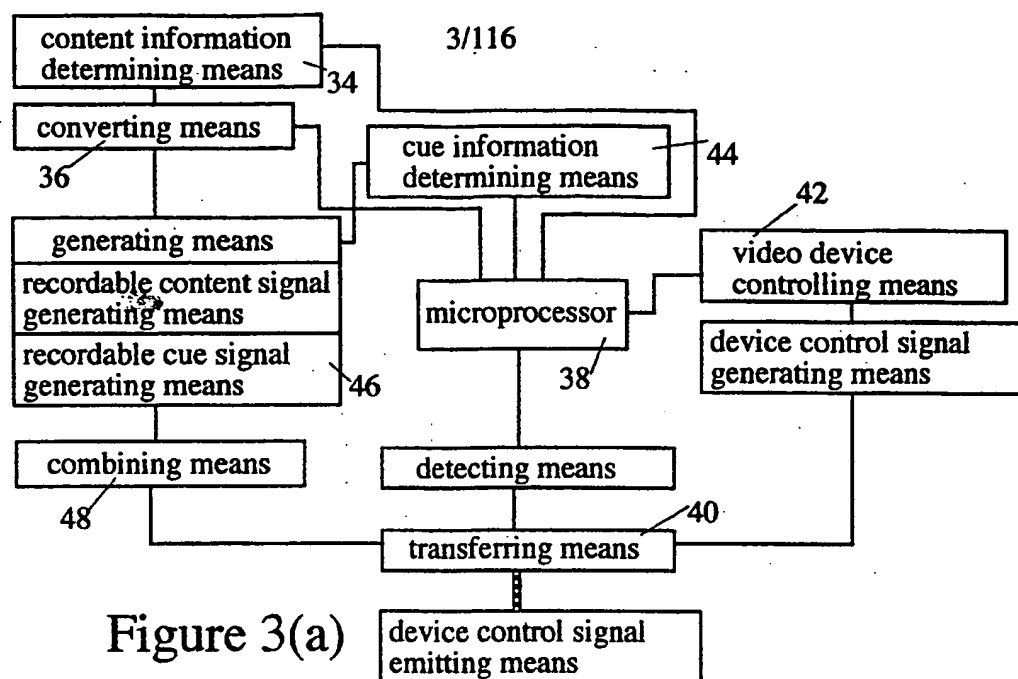 content information
determining means
34
3/116
converting means
36
cue information
determining means
44
42
generating means
video device
controlling means
recordable content signal
generating means
microprocessor
38
device control signal
generating means
recordable cue signal
generating means
46
combining means
48
detecting means
40
transferring means
Figure 3(a)
device control signal
emitting means